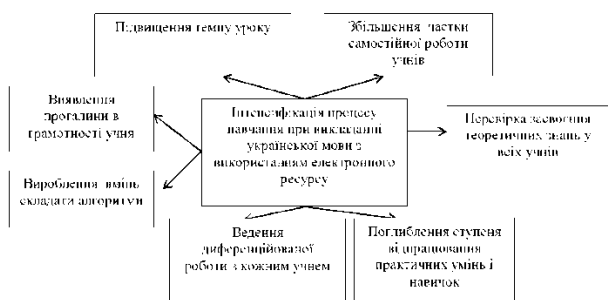 Підвищення темпу уроку
Збільшення частки
самостійної роботи
учнів
Виявлення
прогалини в
грамотності учня
Інтенсифікація процесу
навчання при викладанні
української мови з
використанням електронного
ресурсу
Перевірка засвоєння
теоретичних знань у
всіх учнів
Вироблення вмінь
складати алгоритм
Ведення
диференційованої
роботи з кожним учнем
Поглиблення ступеня
відпрацювання
практичних умінь і
навичок